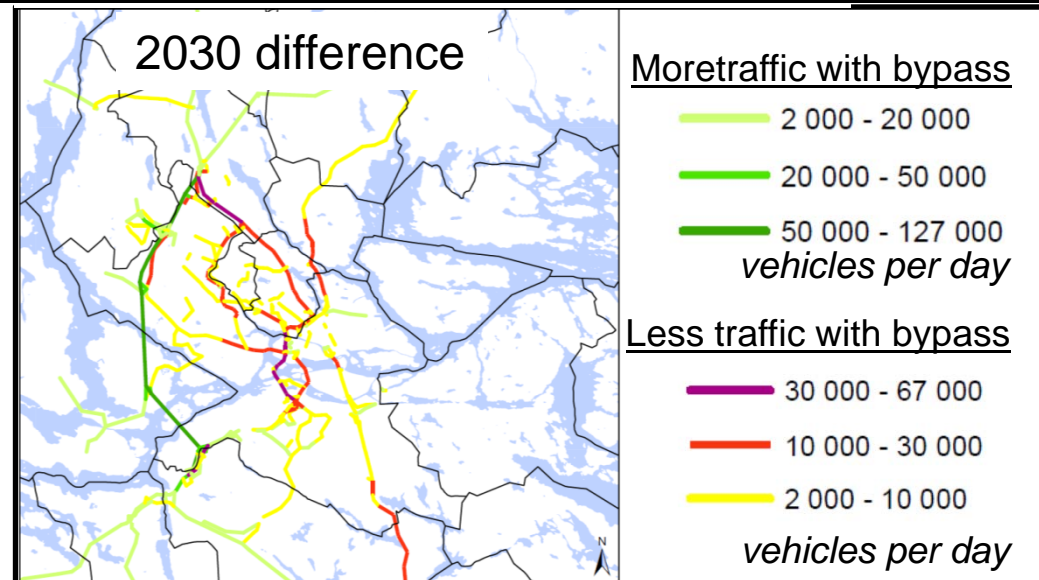 2030 difference
Moretraffic with bypass
2 000 - 20 000
20 000 - 50 000
50 000 - 127 000
vehicles per day
Less traffic with bypass
30 000 - 67 000
10 000 - 30 000
2 000 - 10 000
vehicles per day
N